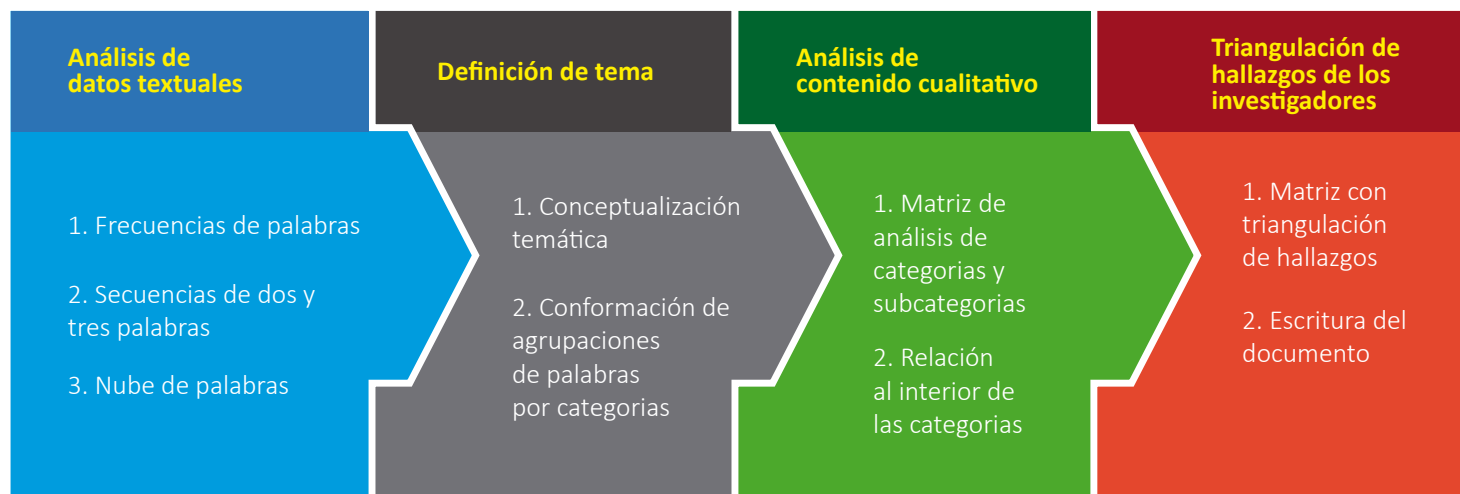 Análisis de
datos textuales
1. Frecuencias de palabras
2. Secuencias de dos y
tres palabras
3. Nube de palabras
Definición de tema
1. Conceptualización
temática
2. Conformación de
agrupaciones
de palabras
por categorias
Análisis de
contenido cualitativo
1. Matriz de
análisis de
categorias y
subcategorias
2. Relación
al interior de
las categorias
Triangulación de
hallazgos de los
investigadores
1. Matriz con
triangulación
de hallazgos
2. Escritura del
documento